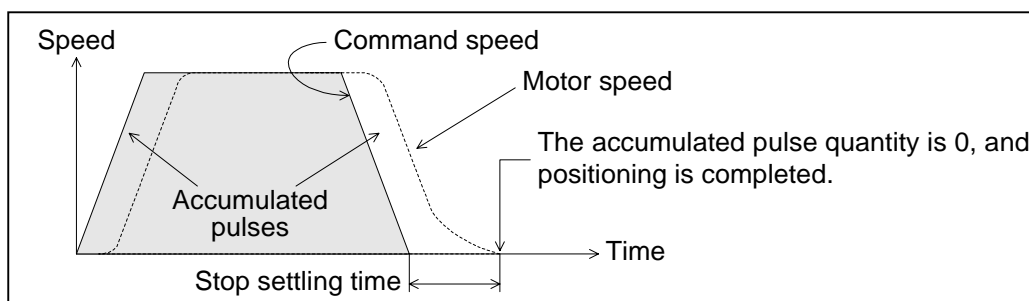 Speed
Command speed
Motor speed
The accumulated pulse quantity is 0, and
positioning is completed.
Accumulated
pulses
Time
Stop settling time